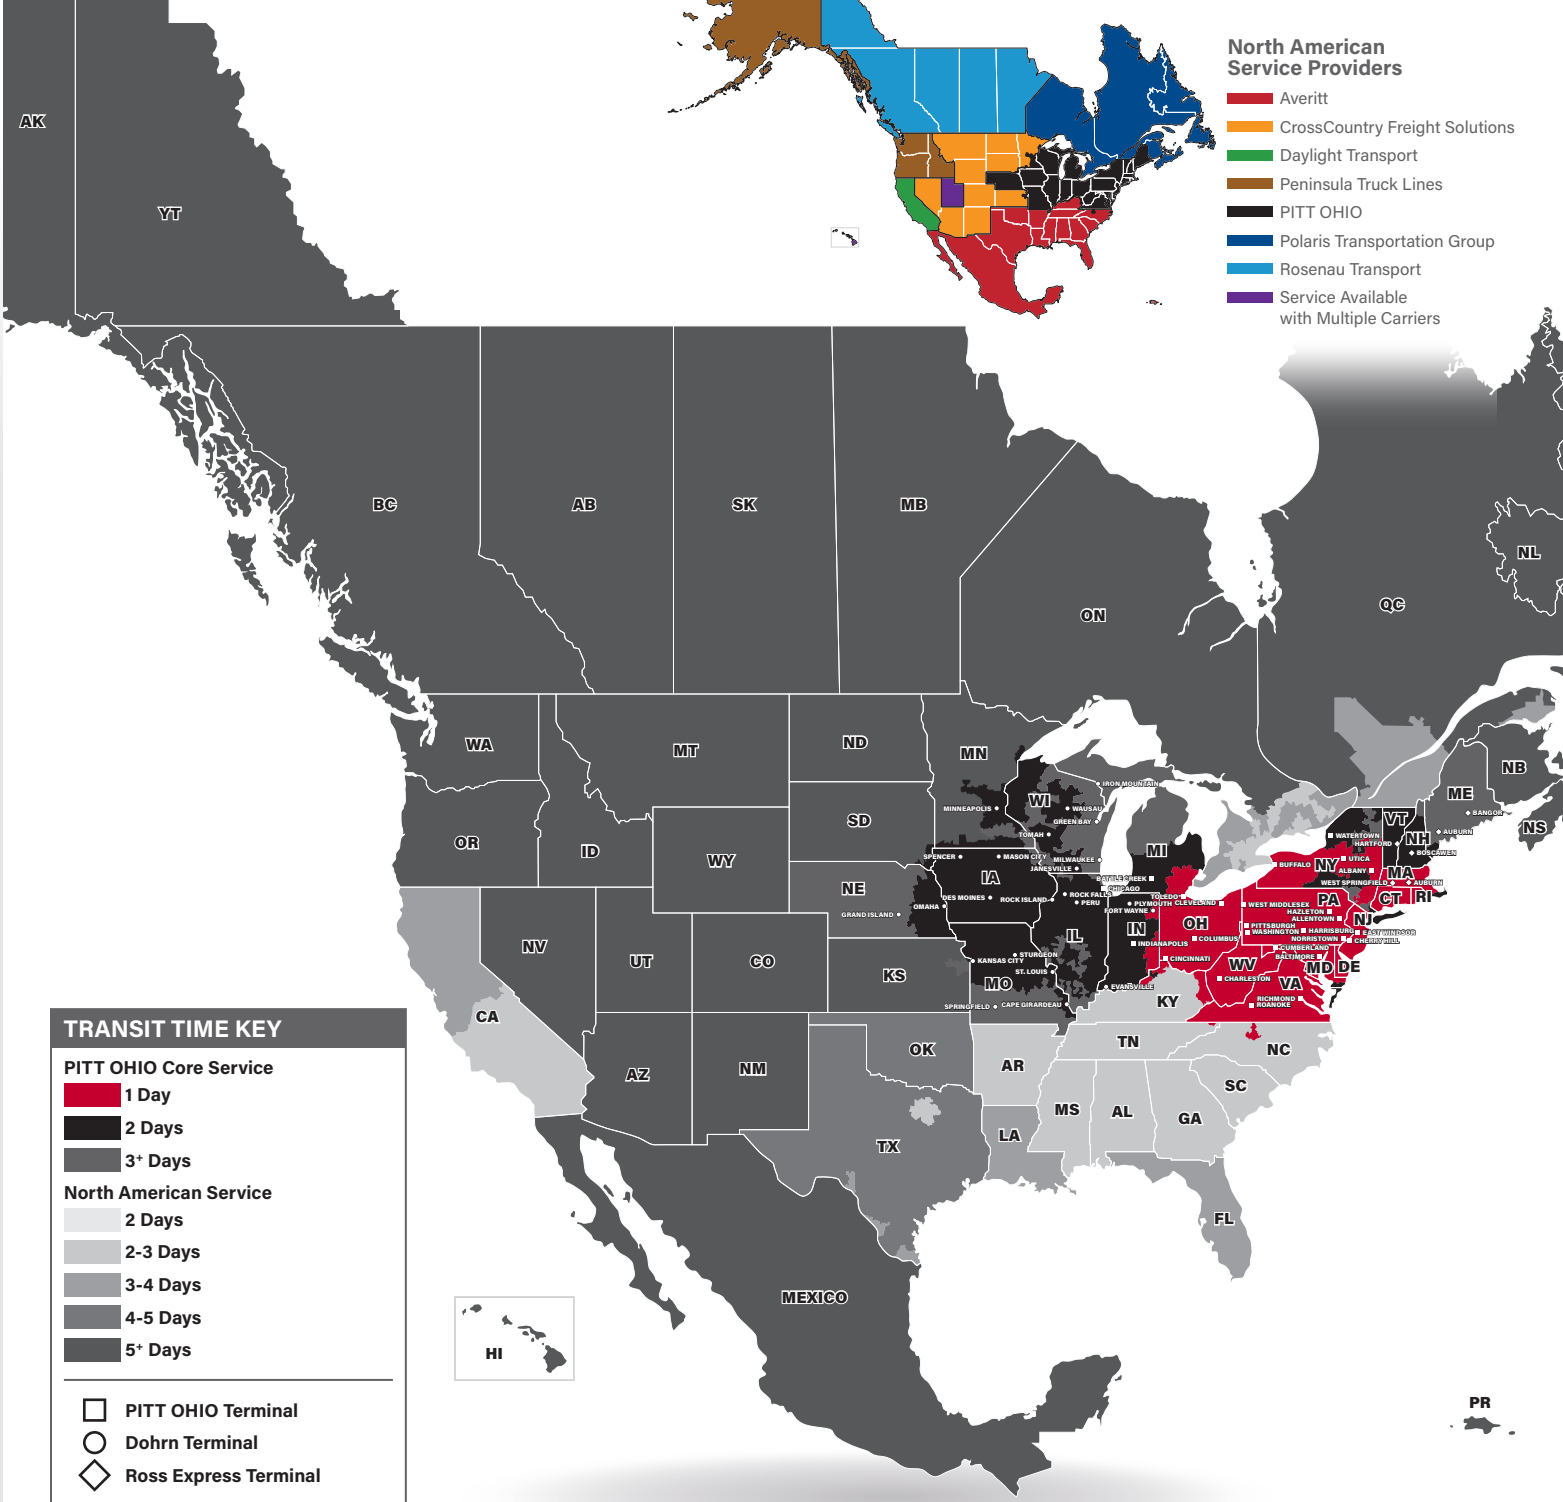 North American
Service Providers
Averitt
CrossCountry Freight Solutions
Daylight Transport
Peninsula Truck Lines
PITT OHIO
Polaris Transportation Group
Rosenau Transport
Service Available
with Multiple Carriers
AK
YT
BC
AB
SK
MB
ON
QC
NL
WA
MT
ND
MN
NB
ME
NS
OR
ID
WY
SD
NE
WI
MI
IA
VT
NH
NY
MA
CT
RI
PA
NJ
OH
IN
IL
NV
UT
CO
KS
MO
WV
MD
DE
VA
KY
CA
AZ
NM
OK
AR
TN
NC
SC
MS
AL
GA
LA
TX
FL
MEXICO
HI
PR
IRON MOUNTAIN
MINNEAPOLIS
WAUSAU
GREEN BAY
TOMAH
BANGOR
AUBURN
WATERTOWN
HARTFORD
BOSCAWEN
SPENCER
MASON CITY
MILWAUKEE
JANESVILLE
BUFFALO
UTICA
ALBANY
WEST SPRINGFIELD
AUBURN
BATTLE CREEK
CHICAGO
DES MOINES
ROCK ISLAND
ROCK FALLS
PERU
OMAHA
GRAND ISLAND
TOLEDO
PLYMOUTH
CLEVELAND
FORT WAYNE
WEST MIDDLESEX
HAZLETON
ALLENTOWN
PITTSBURGH
WASHINGTON
HARRISBURG
EAST WINDSOR
NORRISTOWN
CHERRY HILL
COLUMBUS
INDIANAPOLIS
CUMBERLAND
BALTIMORE
CINCINNATI
STURGEON
KANSAS CITY
ST. LOUIS
CHARLESTON
EVANSVILLE
RICHMOND
ROANOKE
SPRINGFIELD
CAPE GIRARDEAU
TRANSIT TIME KEY
PITT OHIO Core Service
1 Day
2 Days
3+ Days
North American Service
2 Days
2-3 Days
3-4 Days
4-5 Days
5+ Days
PITT OHIO Terminal
Dohrn Terminal
Ross Express Terminal